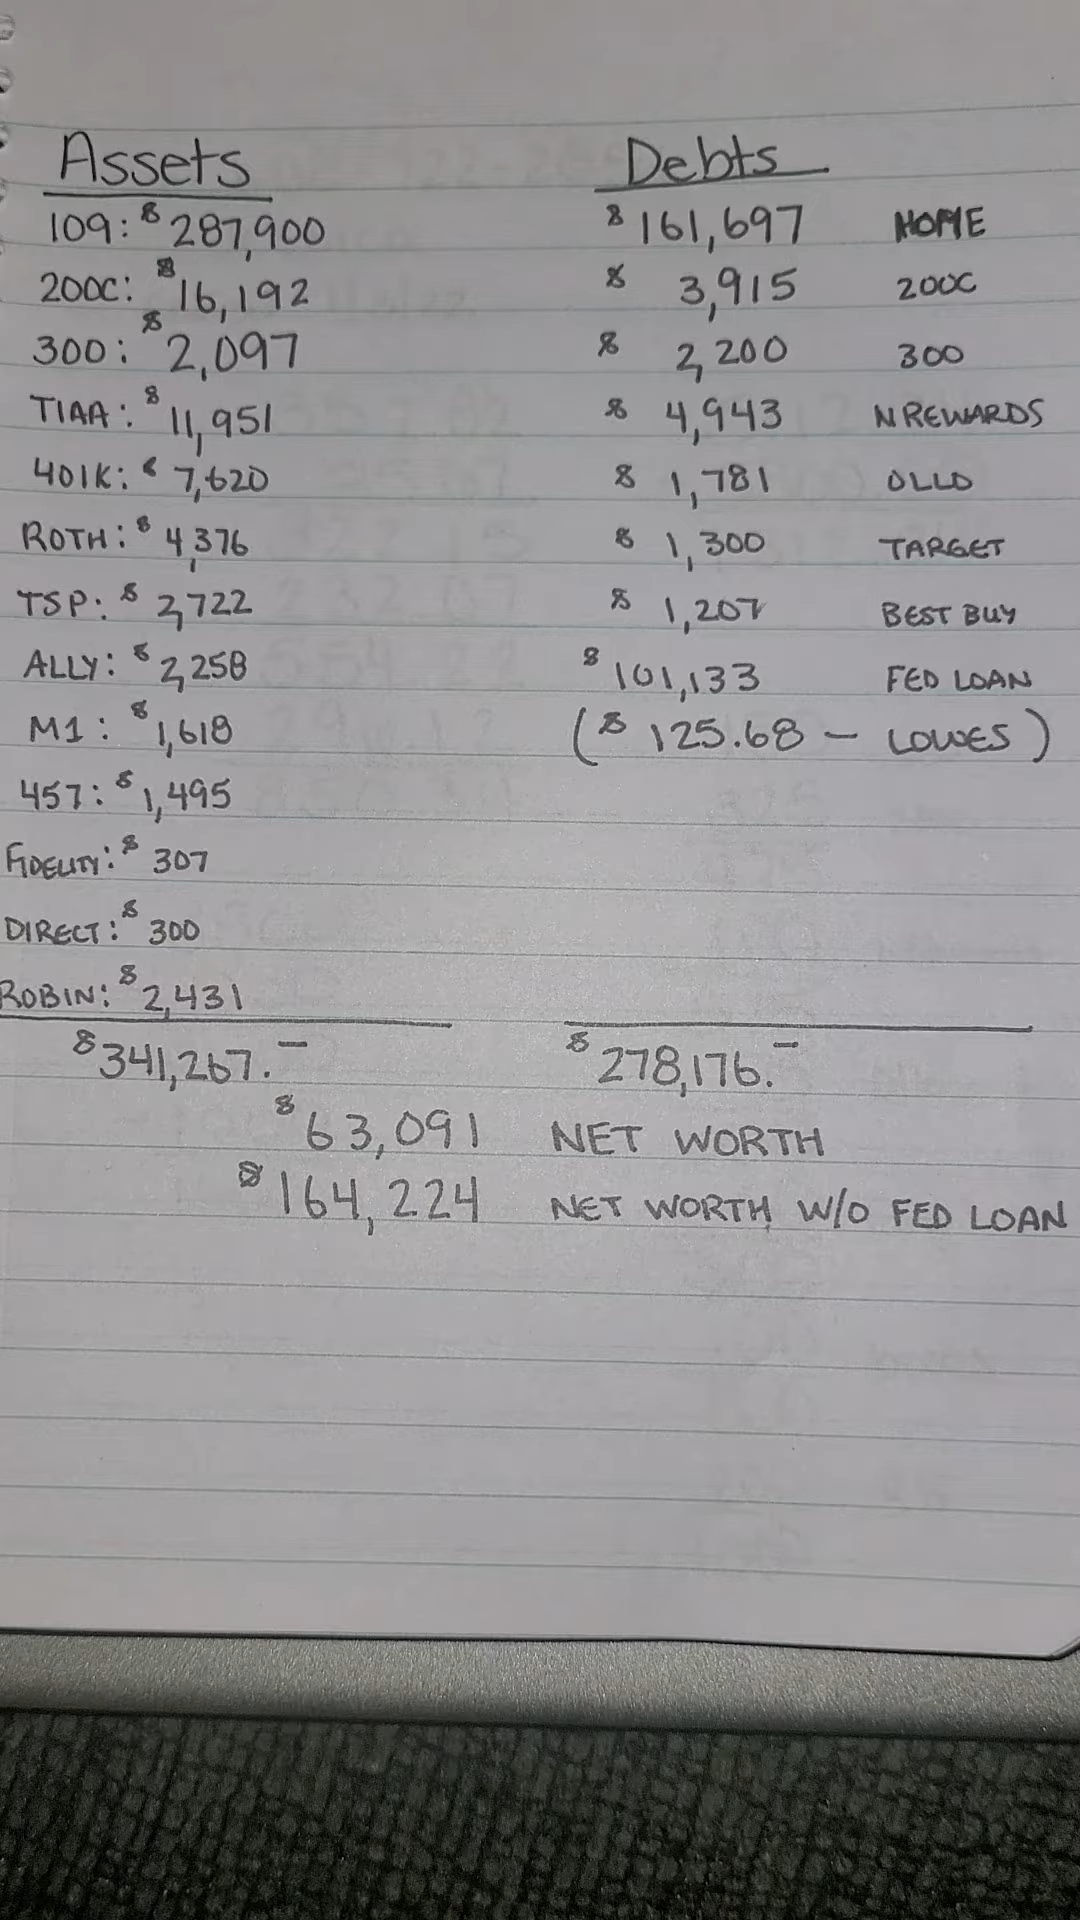 Assets Debts
109: $287,900 $161,697 HOME
200C: $16,192 $3,915 200C
300: $2,097 $2,200 300
TIAA: $11,951 $4,943 NREWARDS
401K: $7,620 $1,781 OLLO
ROTH: $4,376 $1,300 TARGET
TSP: $2,722 $1,207 BEST BUY
ALLY: $2,258 $101,133 FED LOAN
M1: $1,618 ($125.68 - LOWES)
457: $1,495
FIDELITY: $307
DIRECT: $300
ROBIN: $2,431
$341,267.- $278,176.-
$63,091 NET WORTH
$164,224 NET WORTH W/O FED LOAN